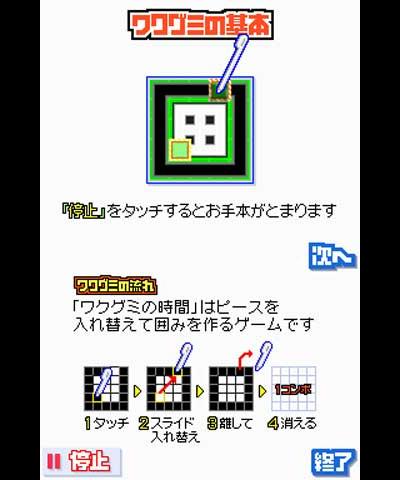 ワクグミの基本
「停止」をタッチするとお手本がとまります
次へ
ワクグミの流れ
「ワクグミの時間」はピースを
入れ替えて囲みを作るゲームです
1コンボ
1タッチ 2スライド 3離して 4消える
入れ替え
停止 終了